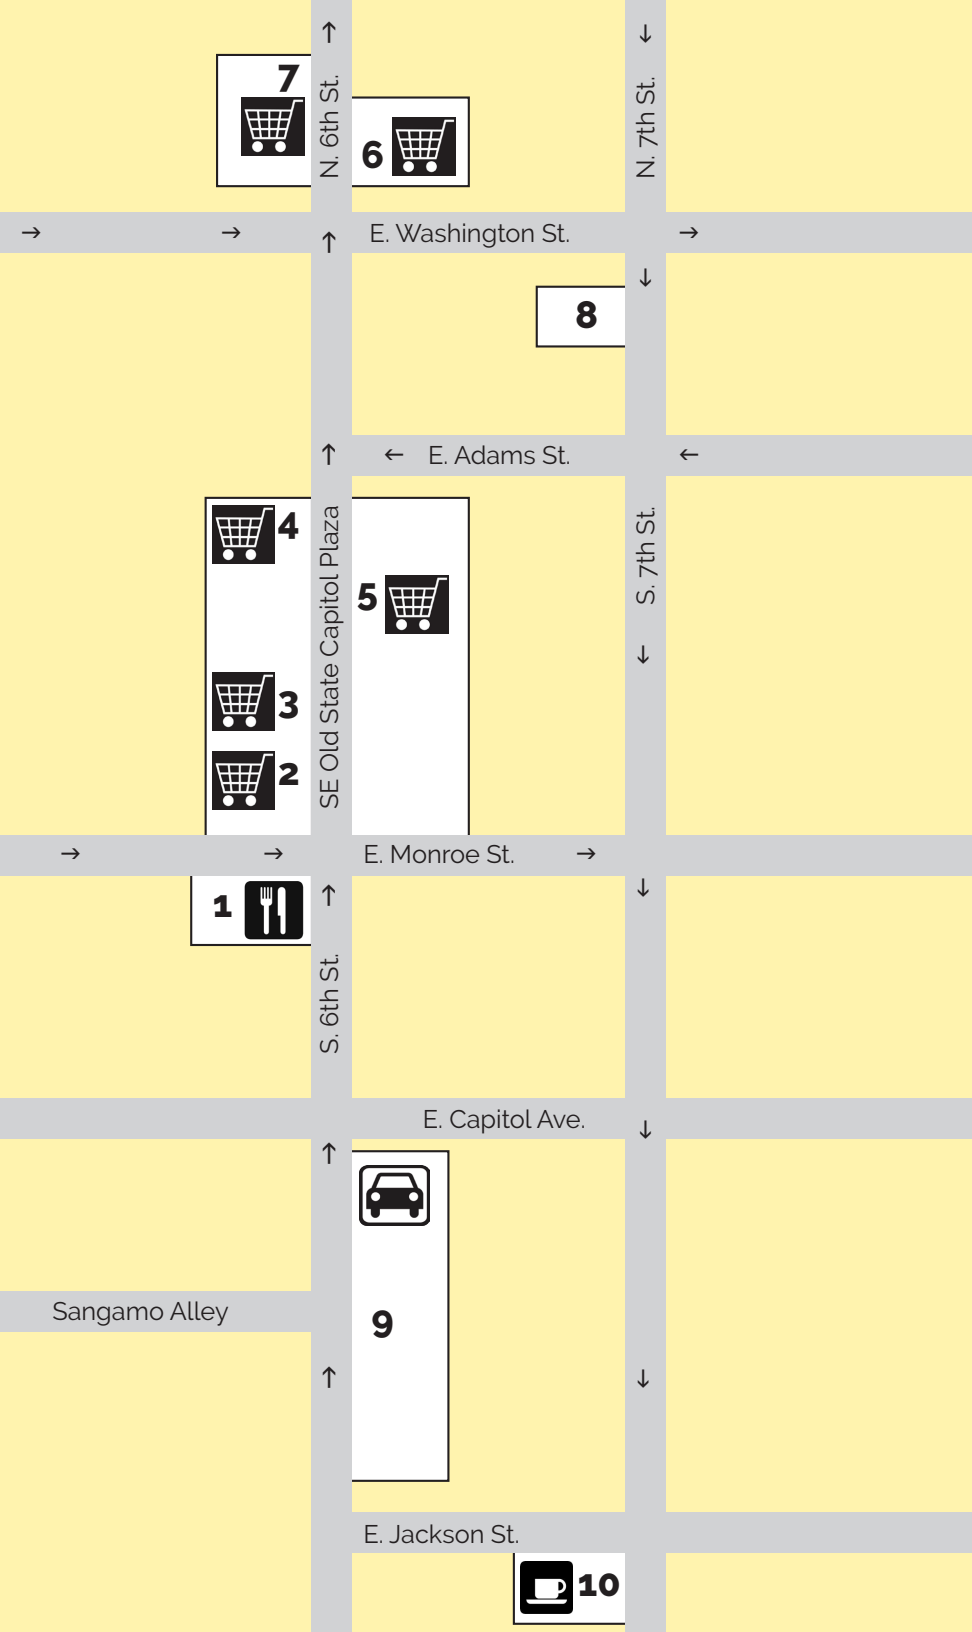 7
N. 6th St.
6
N. 7th St.
E. Washington St.
8
E. Adams St.
4
SE Old State Capitol Plaza
5
S. 7th St.
3
2
E. Monroe St.
1
S. 6th St.
E. Capitol Ave.
Sangamo Alley
9
E. Jackson St.
10